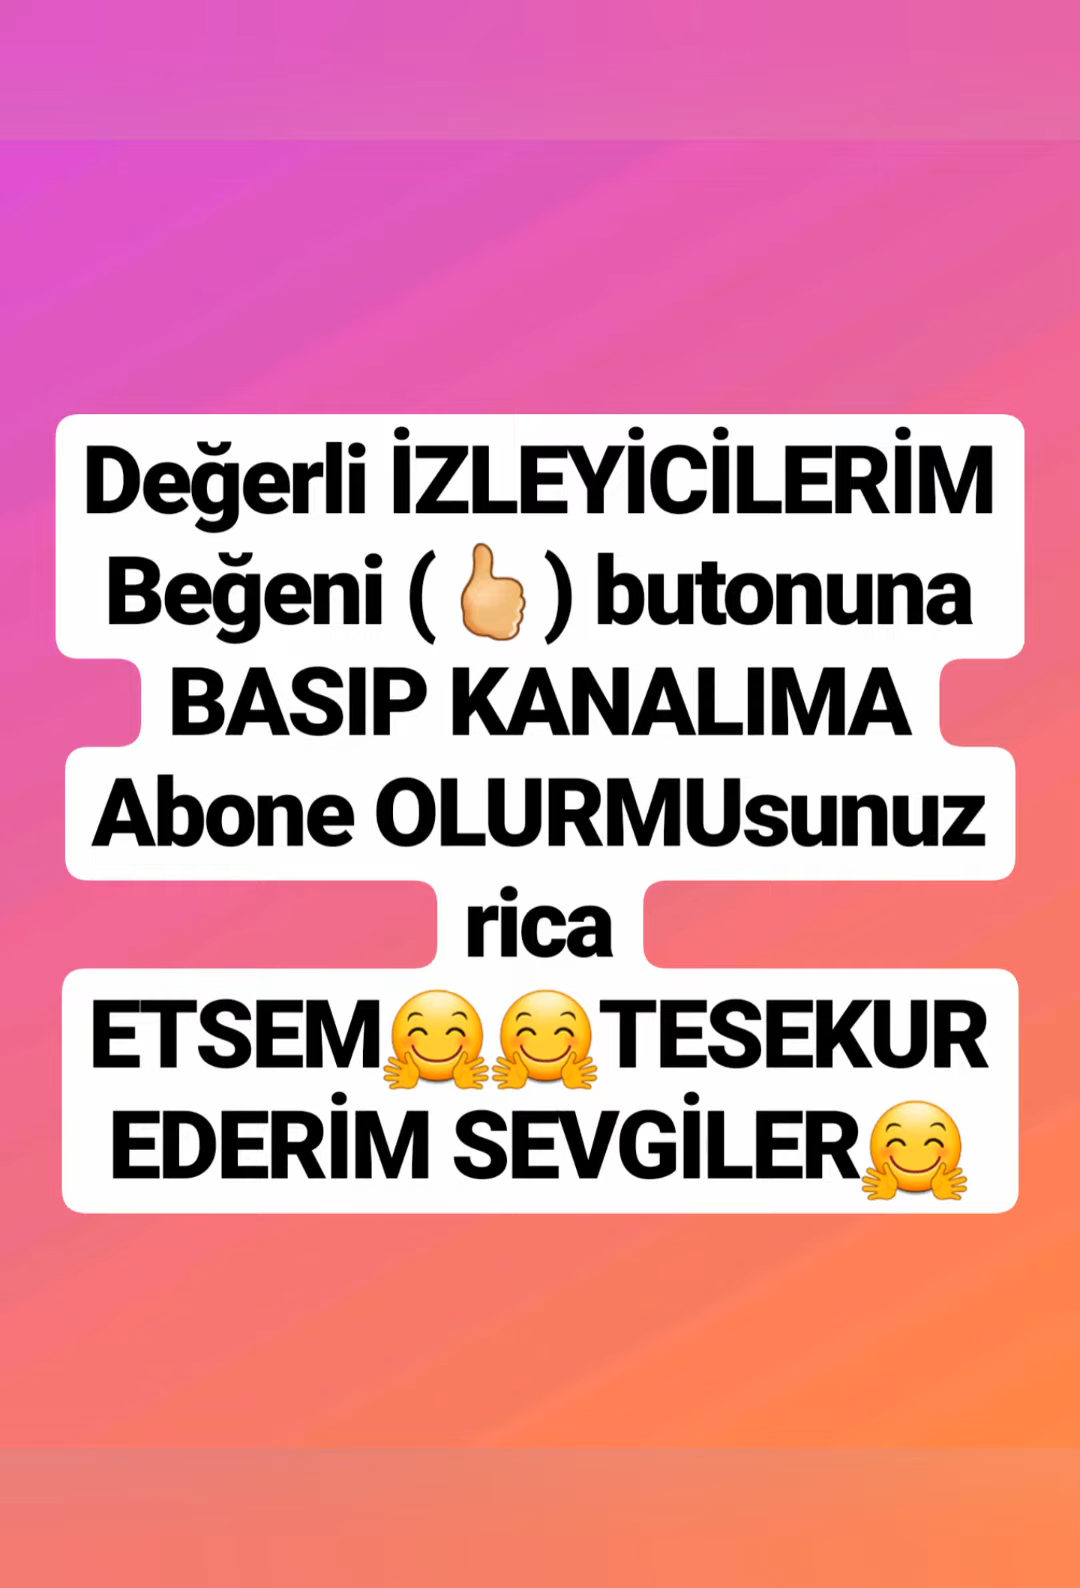 Değerli İZLEYİCİLERİM
Beğeni (👍🏼) butonuna
BASIP KANALIMA
Abone OLURMUsunuz
rica
ETSEM🤗🤗TESEKUR
EDERİM SEVGİLER🤗